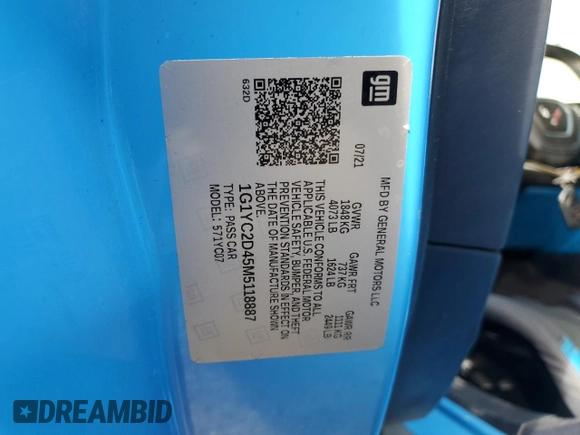 gm
MFD BY GENERAL MOTORS LLC
07/21
GVWR GAWR FRT GAWR RR
1848 KG 737 KG 1111 KG
4073 LB 1624 LB 2449 LB
THIS VEHICLE CONFORMS TO ALL
APPLICABLE U.S. FEDERAL MOTOR
VEHICLE SAFETY, BUMPER, AND THEFT
PREVENTION STANDARDS IN EFFECT ON
THE DATE OF MANUFACTURE SHOWN
ABOVE.
1G1YC2D45M5118887
TYPE: PASS CAR
MODEL: 571YC07
632D
DREAMBID